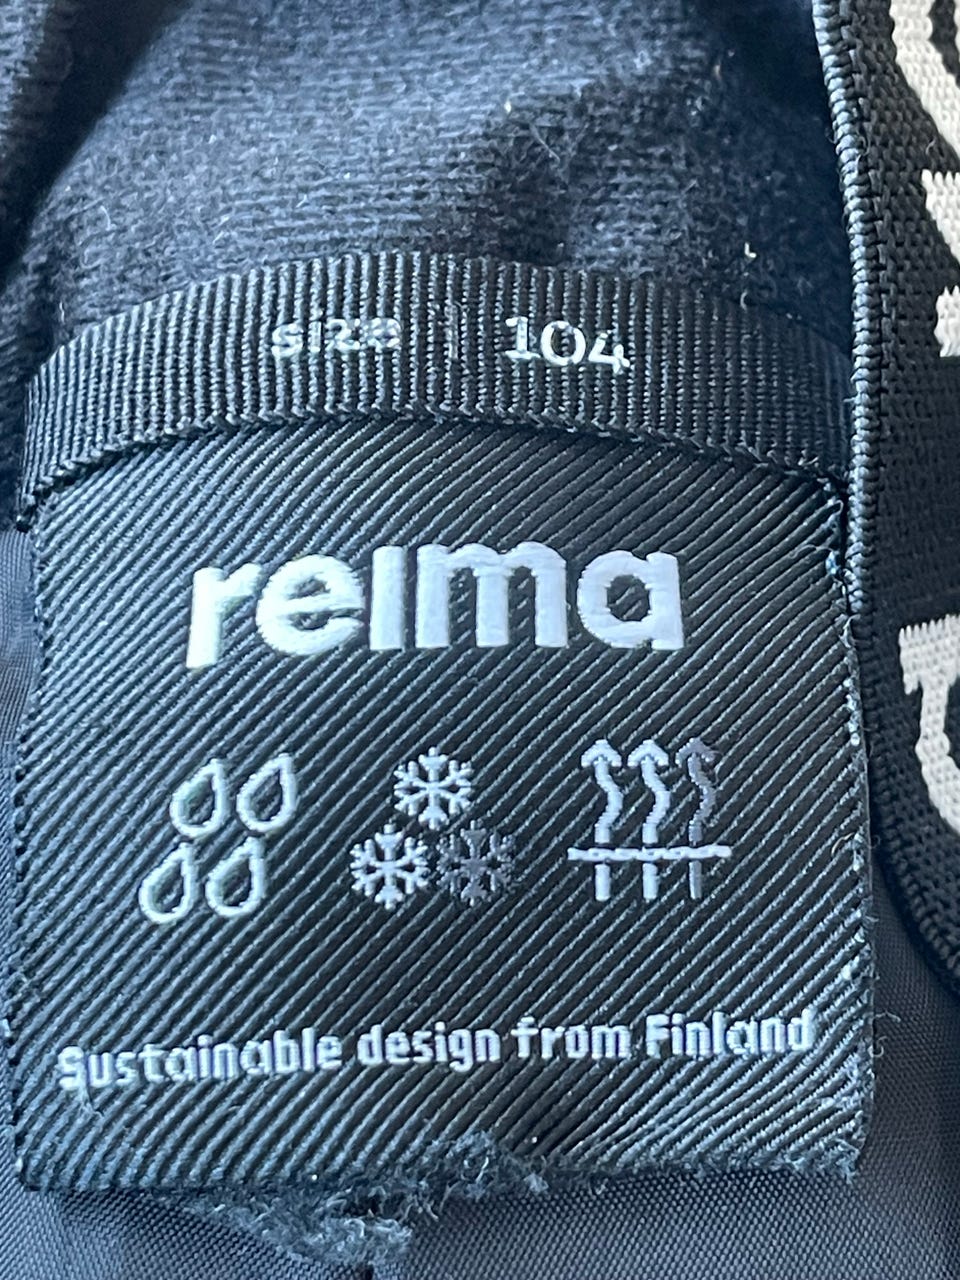 size | 104
reima
Sustainable design from Finland